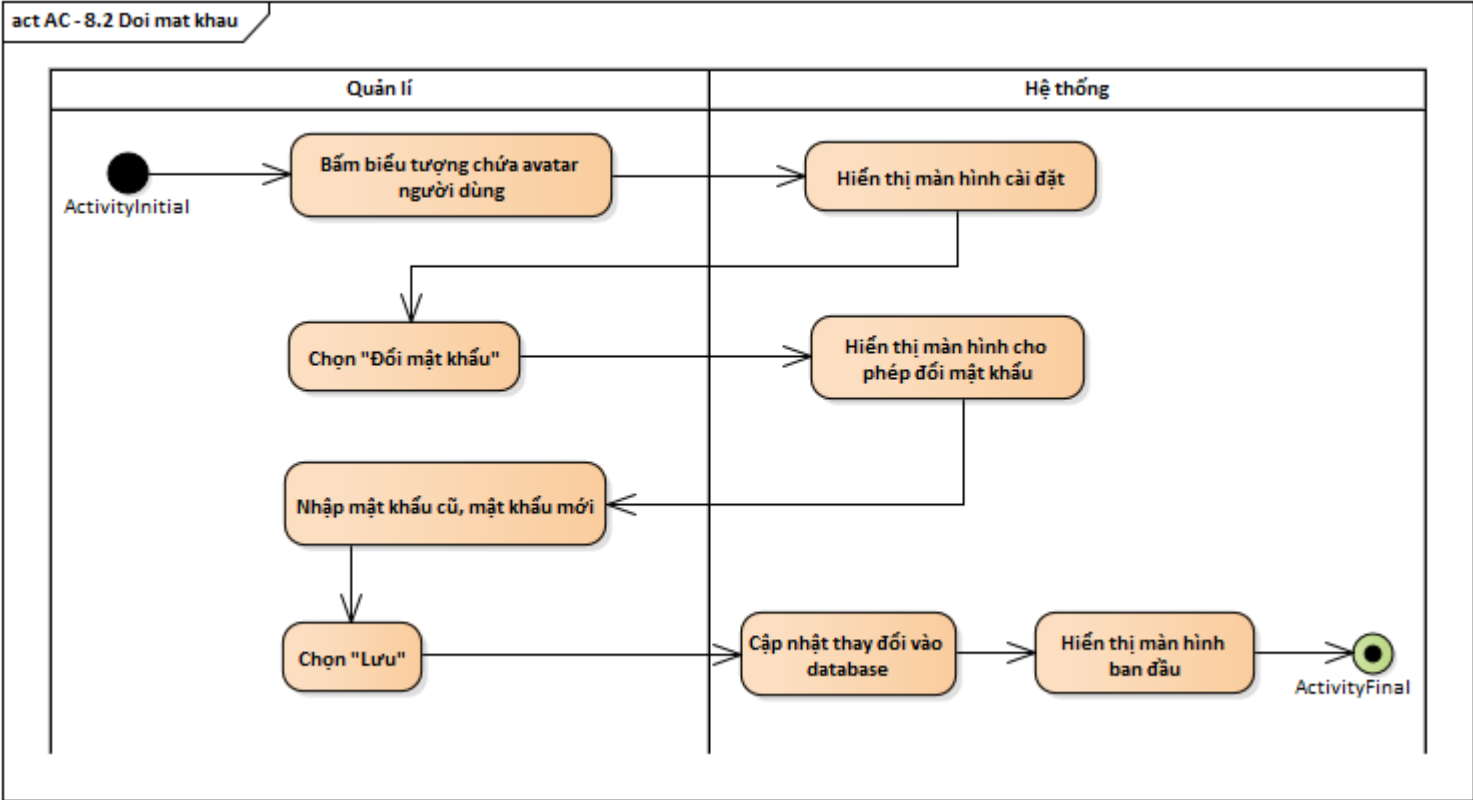 act AC - 8.2 Doi mat khau
Quản lí
Hệ thống
Bấm biểu tượng chứa avatar
người dùng
Hiển thị màn hình cài đặt
ActivityInitial
Chọn "Đổi mật khẩu"
Hiển thị màn hình cho
phép đổi mật khẩu
Nhập mật khẩu cũ, mật khẩu mới
Chọn "Lưu"
Cập nhật thay đổi vào
database
Hiển thị màn hình
ban đầu
ActivityFinal